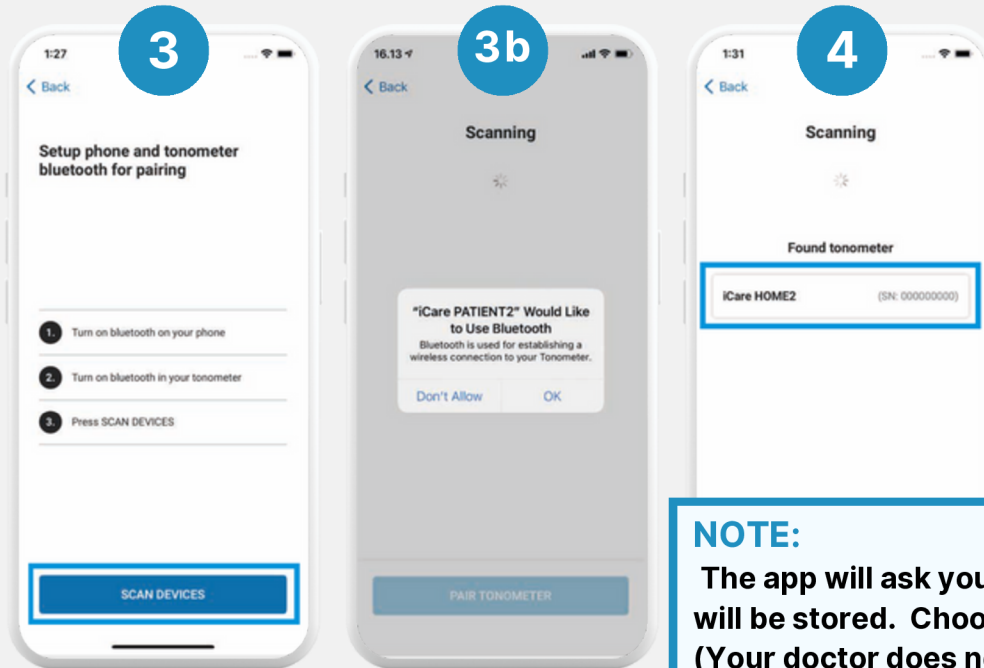 3
1:27
Back
Setup phone and tonometer
bluetooth for pairing
1. Turn on bluetooth on your phone
2. Turn on bluetooth in your tonometer
3. Press SCAN DEVICES
SCAN DEVICES
3b
16.13
Back
Scanning
"iCare PATIENT2" Would Like
to Use Bluetooth
Bluetooth is used for establishing a
wireless connection to your Tonometer.
Don't Allow OK
PAIR TONOMETER
4
1:31
Back
Scanning
Found tonometer
iCare HOME2 (SN: 000000000)
NOTE:
The app will ask you
will be stored. Choo
(Your doctor does no